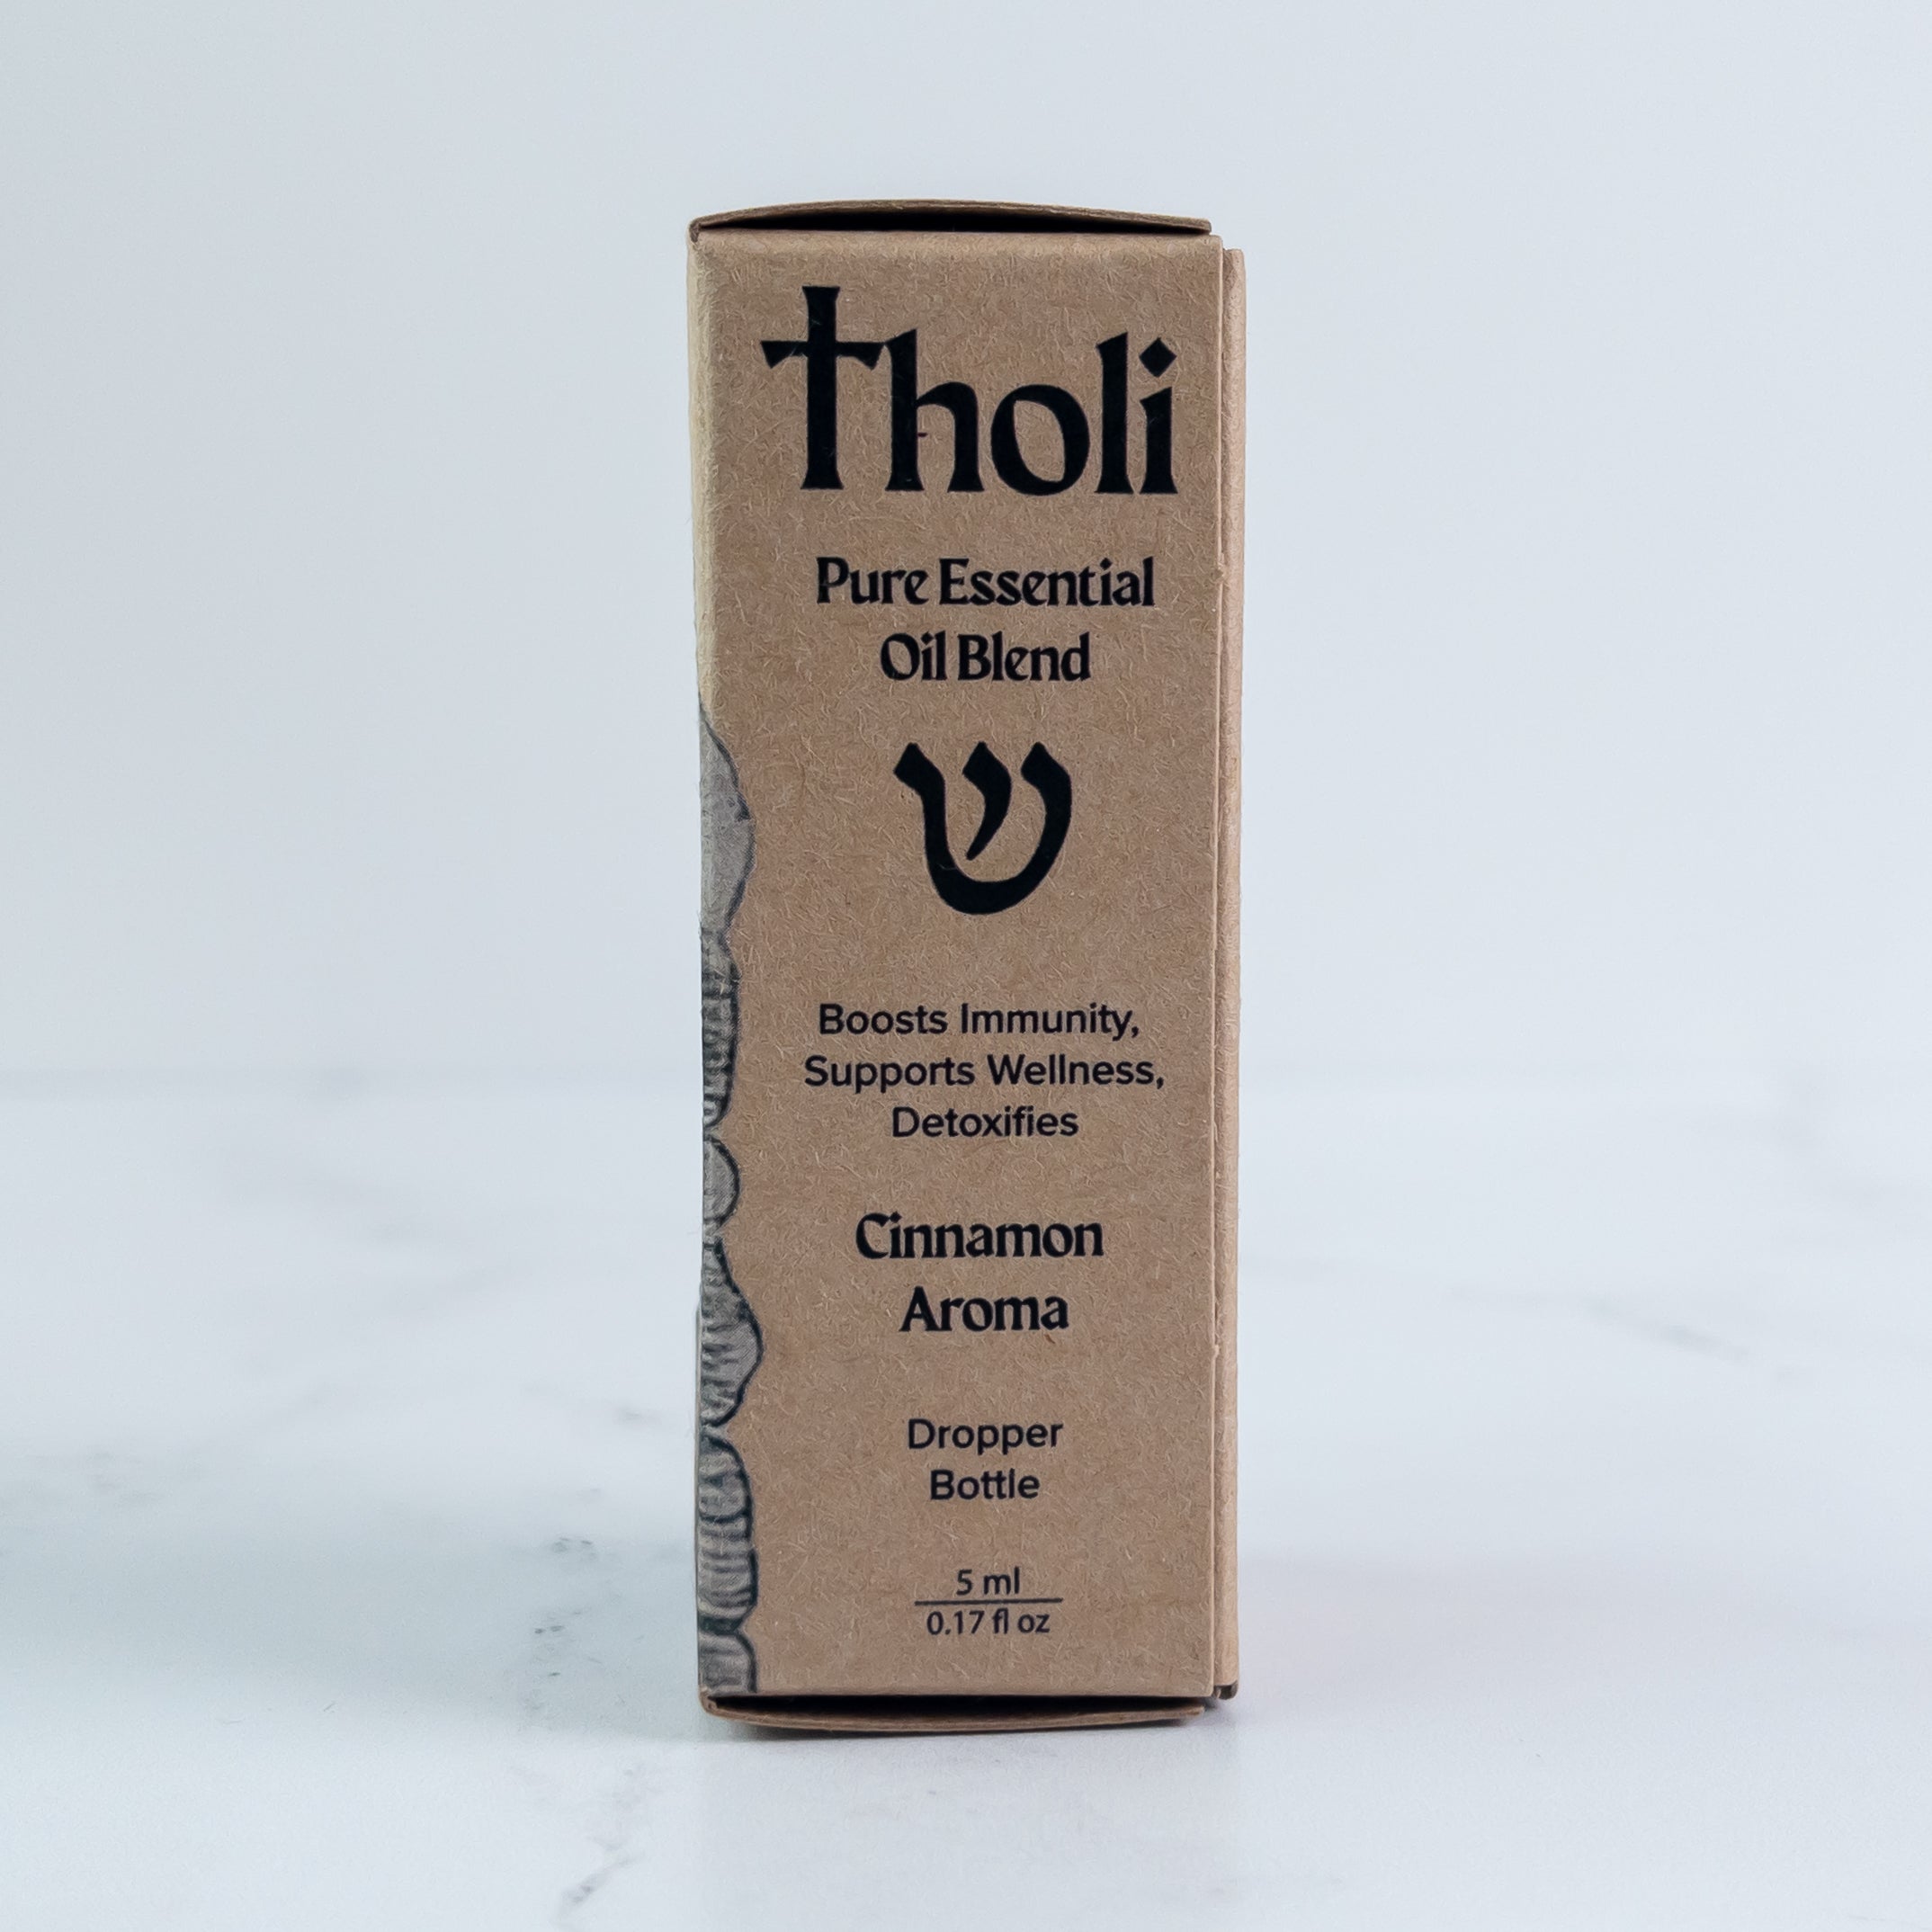 Tholi
Pure Essential
Oil Blend
ש
Boosts Immunity,
Supports Wellness,
Detoxifies
Cinnamon
Aroma
Dropper
Bottle
5 ml
0.17 fl oz